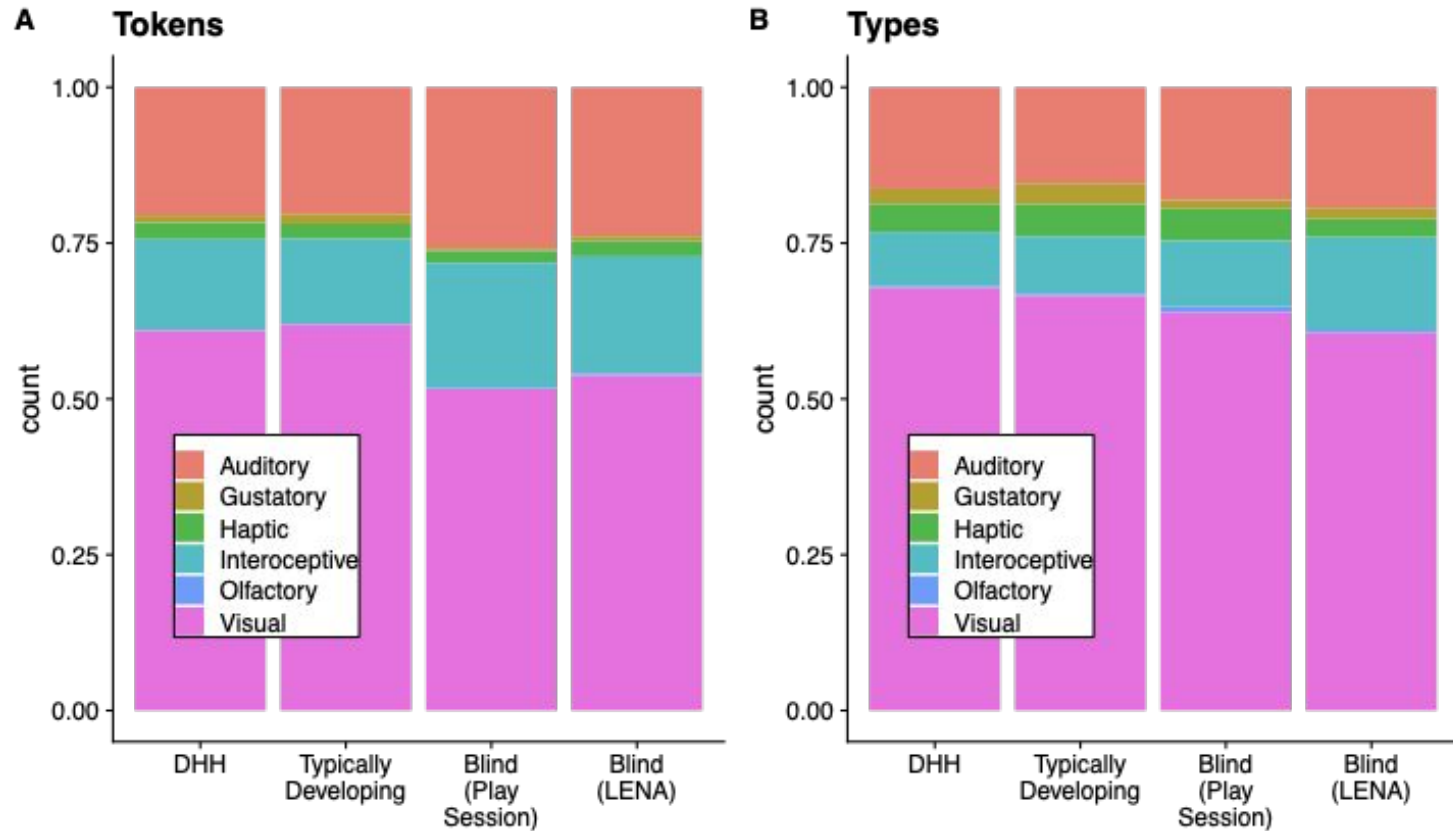 A Tokens
count
1.00
0.75
0.50
0.25
0.00
Auditory
Gustatory
Haptic
Interoceptive
Olfactory
Visual
DHH
Typically
Developing
Blind
(Play
Session)
Blind
(LENA)
B Types
count
1.00
0.75
0.50
0.25
0.00
Auditory
Gustatory
Haptic
Interoceptive
Olfactory
Visual
DHH
Typically
Developing
Blind
(Play
Session)
Blind
(LENA)